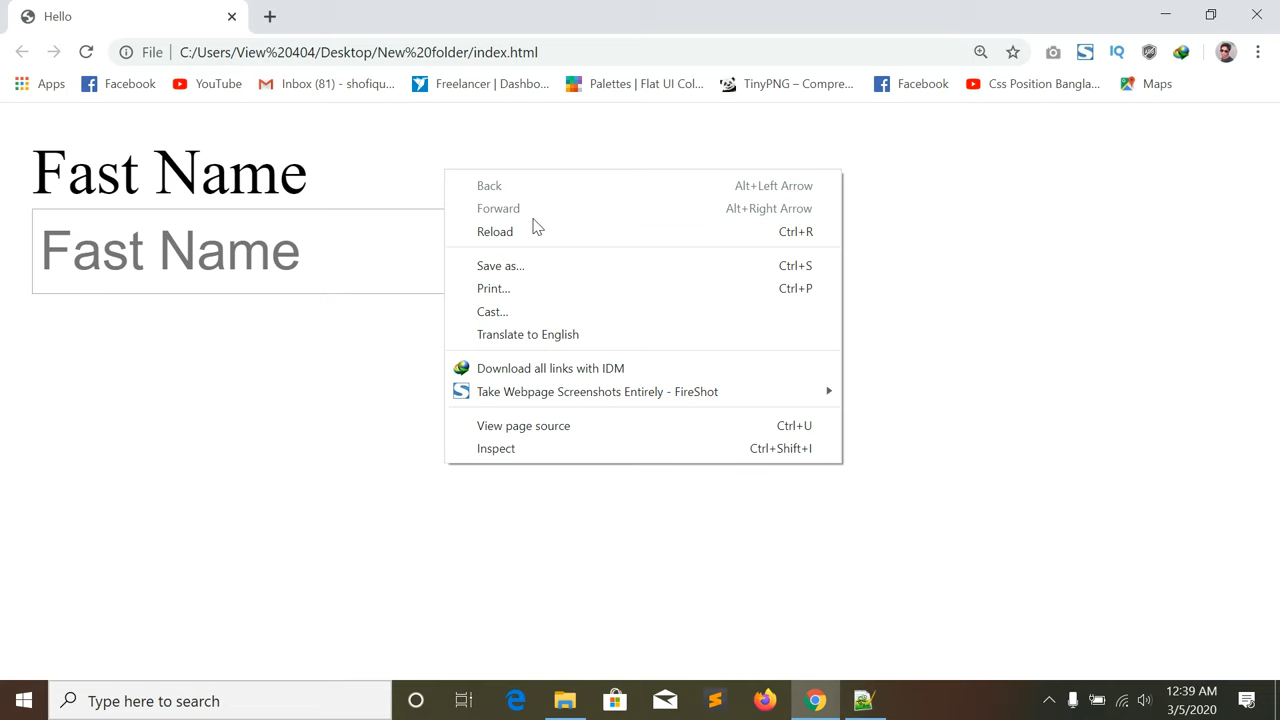 Hello
File | C:/Users/View%20404/Desktop/New%20folder/index.html
Apps Facebook YouTube Inbox (81) - shofiqu... Freelancer | Dashbo... Palettes | Flat UI Col... TinyPNG – Compre... Facebook Css Position Bangla... Maps
Fast Name
Fast Name
Back Alt+Left Arrow
Forward Alt+Right Arrow
Reload Ctrl+R
Save as... Ctrl+S
Print... Ctrl+P
Cast...
Translate to English
Download all links with IDM
Take Webpage Screenshots Entirely - FireShot
View page source Ctrl+U
Inspect Ctrl+Shift+I
Type here to search
12:39 AM
3/5/2020